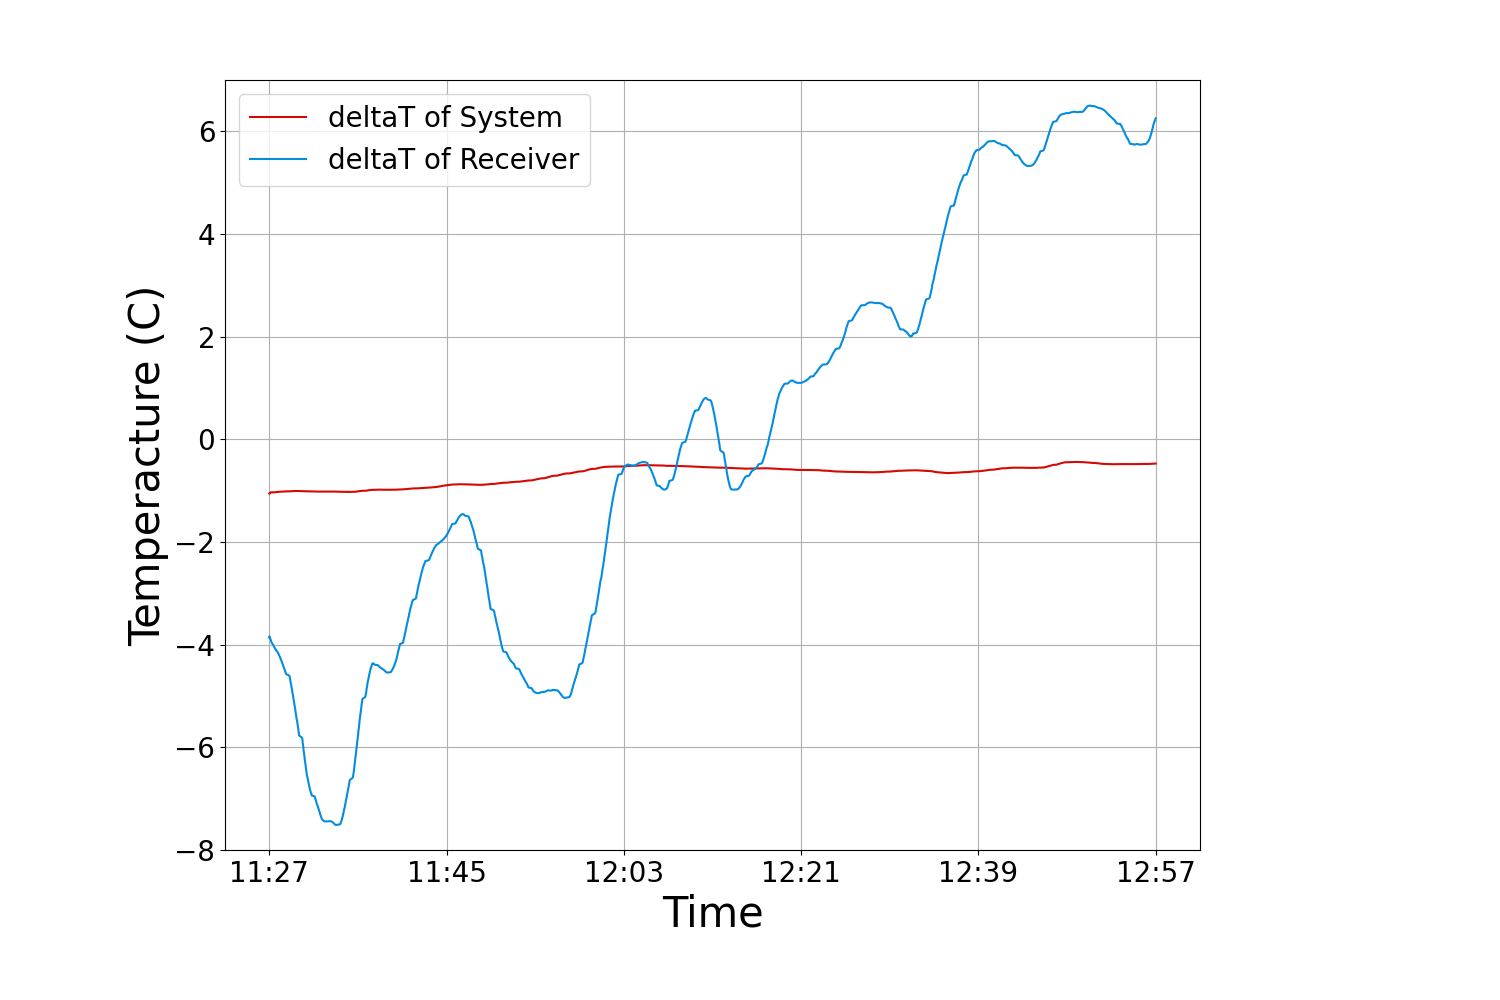 deltaT of System
deltaT of Receiver
6
4
2
0
−2
−4
−6
−8
Temperacture (C)
11:27 11:45 12:03 12:21 12:39 12:57
Time